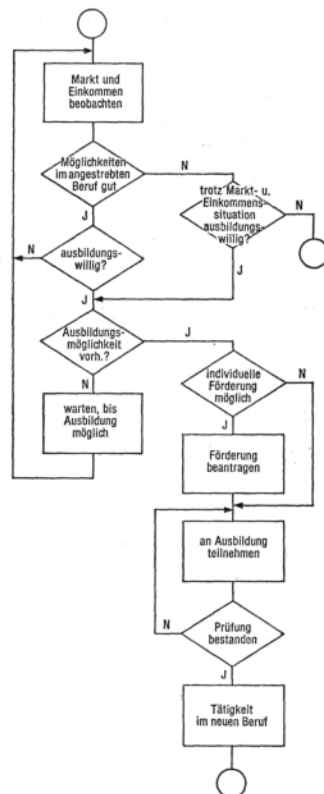 Markt und
Einkommen
beobachten
Möglichkeiten
im angestrebten
Beruf gut
N
J
trotz Markt- u.
Einkommens-
situation
ausbildungs-
willig?
N
J
ausbildungs-
willig?
N
J
Ausbildungs-
möglichkeit
vorh.?
J
N
warten, bis
Ausbildung
möglich
individuelle
Förderung
möglich
N
J
Förderung
beantragen
an Ausbildung
teilnehmen
Prüfung
bestanden
N
J
Tätigkeit
im neuen Beruf